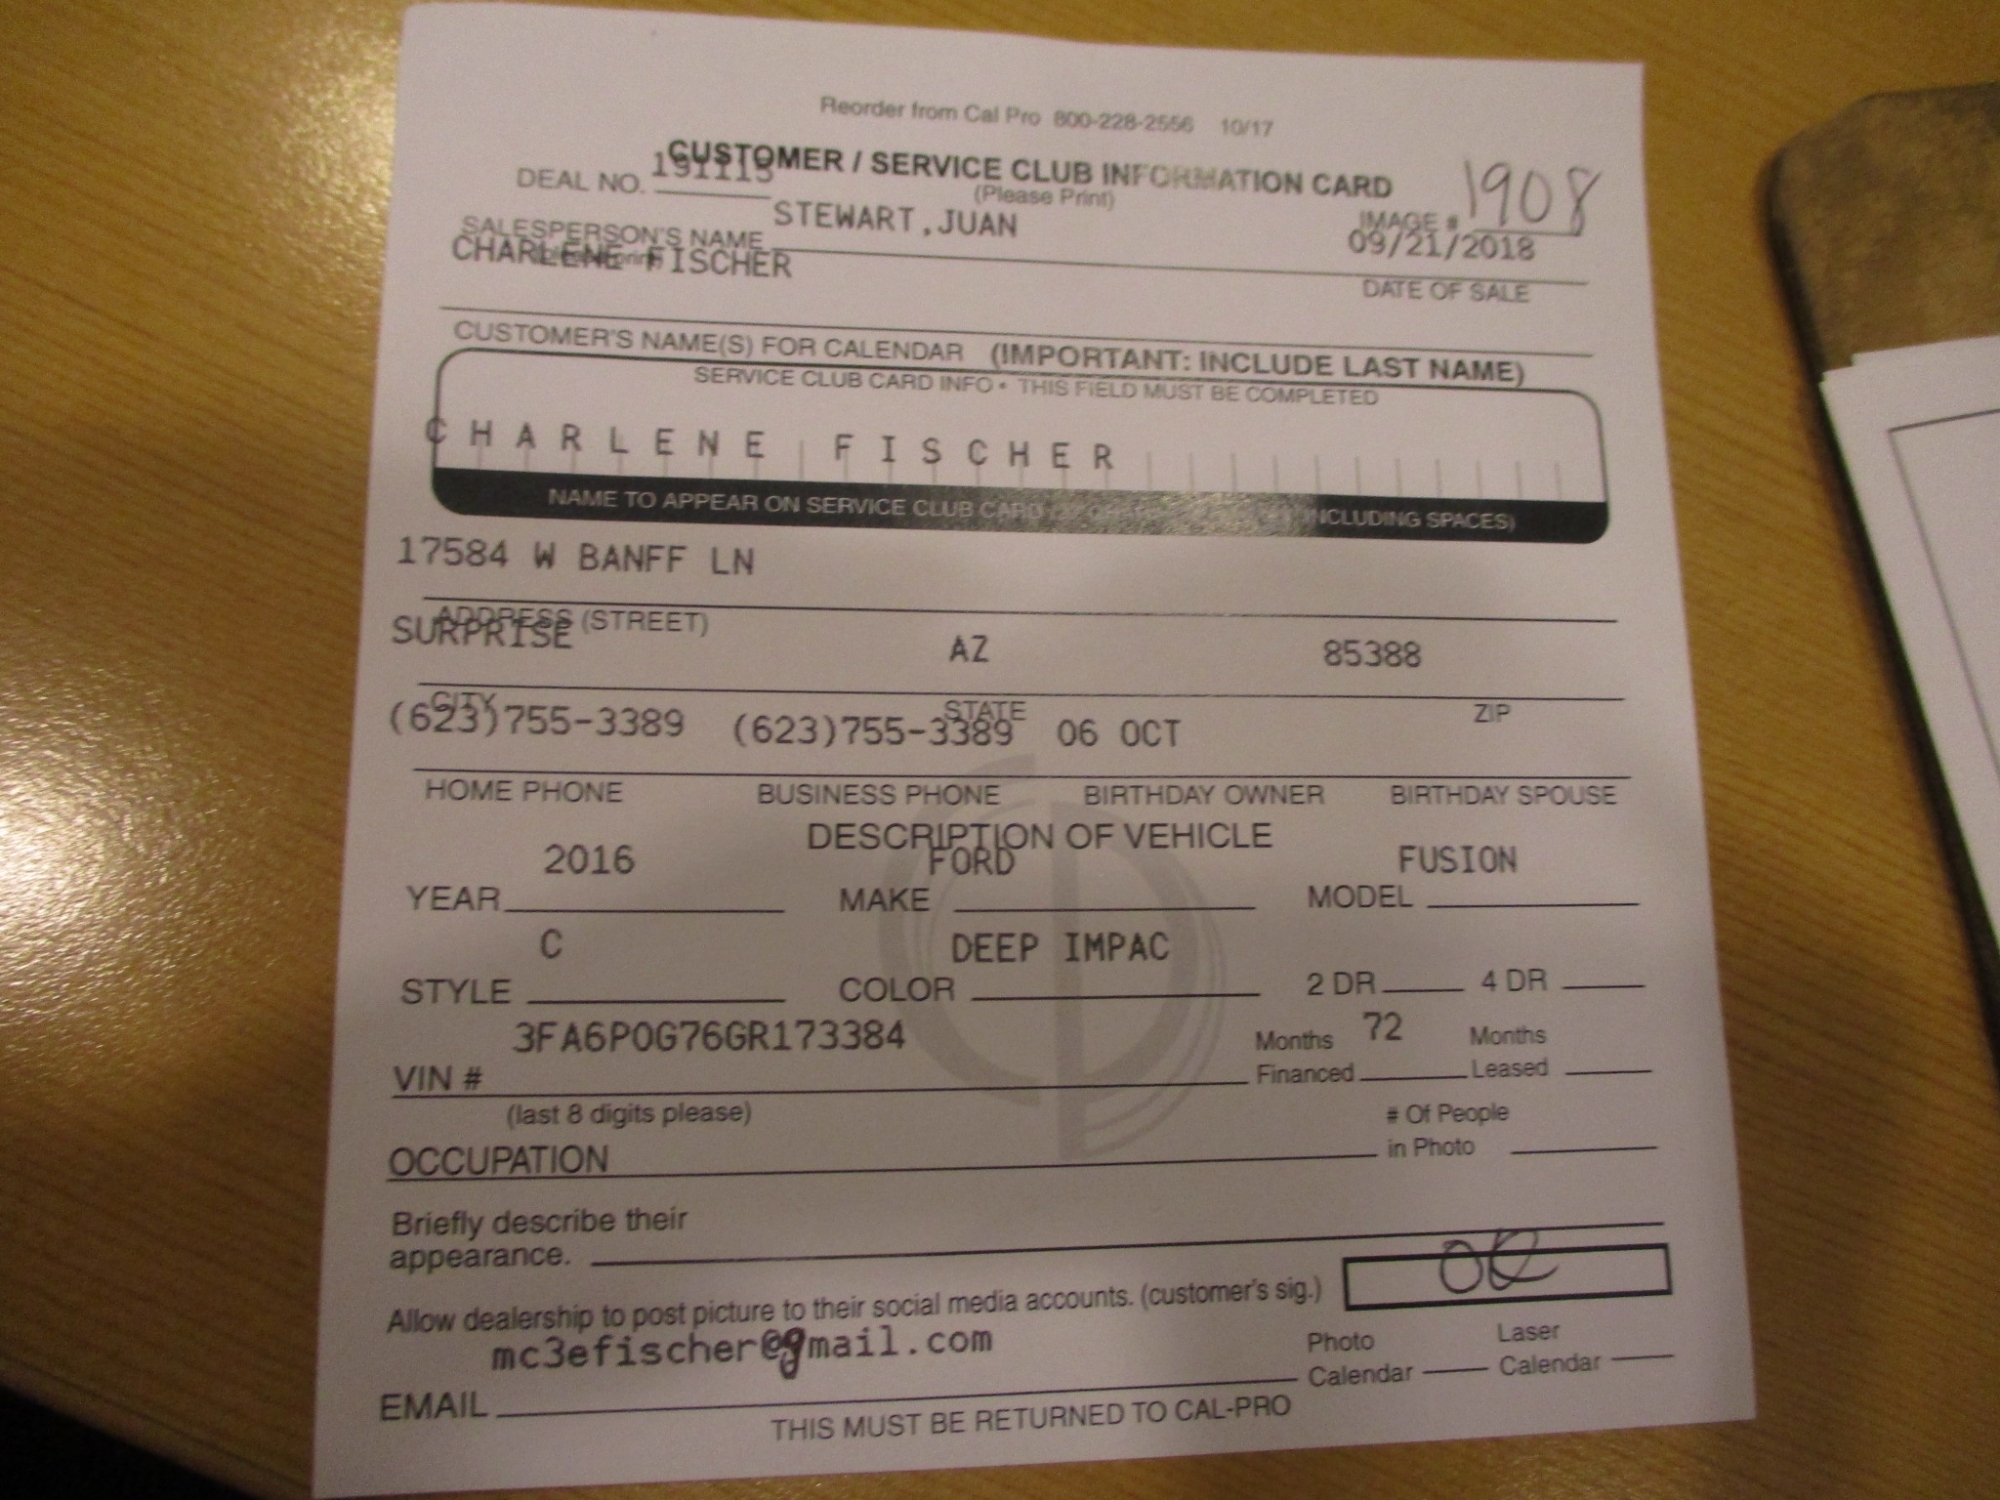 Reorder from Cal Pro 800-228-2556 10/17
CUSTOMER / SERVICE CLUB INFORMATION CARD
(Please Print)
DEAL NO. 191115
IMAGE # 1908
SALESPERSON'S NAME STEWART,JUAN
09/21/2018
DATE OF SALE
CHARLENE FISCHER
CUSTOMER'S NAME(S) FOR CALENDAR (IMPORTANT: INCLUDE LAST NAME)
SERVICE CLUB CARD INFO • THIS FIELD MUST BE COMPLETED
CHARLENE FISCHER
NAME TO APPEAR ON SERVICE CLUB CARD INCLUDING SPACES)
17584 W BANFF LN
ADDRESS (STREET)
SURPRISE AZ 85388
CITY STATE ZIP
(623)755-3389 (623)755-3389 06 OCT
HOME PHONE BUSINESS PHONE BIRTHDAY OWNER BIRTHDAY SPOUSE
DESCRIPTION OF VEHICLE
2016 FORD FUSION
YEAR MAKE MODEL
C DEEP IMPAC
STYLE COLOR 2 DR 4 DR
3FA6P0G76GR173384 Months 72 Months
VIN # Financed Leased
(last 8 digits please) # Of People
OCCUPATION in Photo
Briefly describe their
appearance.
Allow dealership to post picture to their social media accounts. (customer's sig.)
mc3efischer@gmail.com Photo Laser
EMAIL Calendar Calendar
THIS MUST BE RETURNED TO CAL-PRO